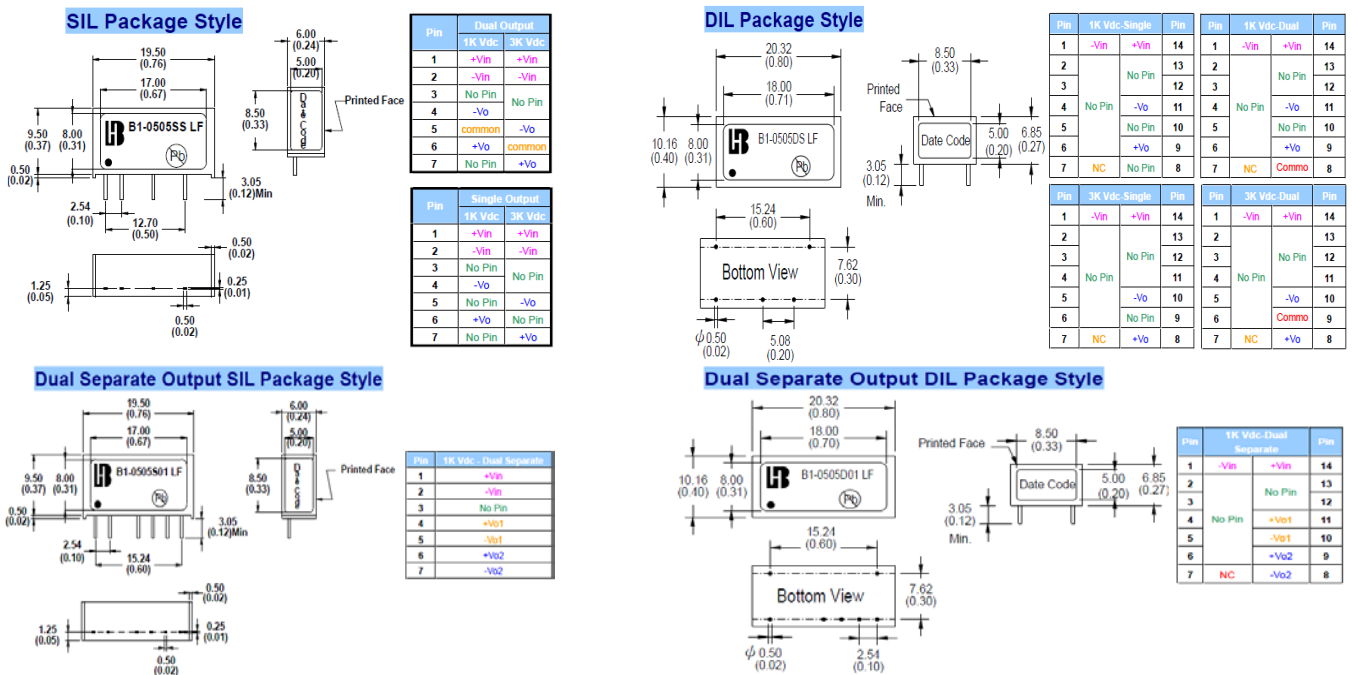 SIL Package Style
19.50
(0.76)
17.00
(0.67)
9.50
(0.37)
8.00
(0.31)
B1-0505SS LF
Pb
0.50
(0.02)
3.05
(0.12)Min
2.54
(0.10)
12.70
(0.50)
6.00
(0.24)
5.00
(0.20)
8.50
(0.33)
Date Code
Printed Face
0.50
(0.02)
1.25
(0.05)
0.25
(0.01)
0.50
(0.02)
Pin Dual Output
1K Vdc 3K Vdc
1 +Vin +Vin
2 -Vin -Vin
3 No Pin No Pin
4 -Vo
5 common -Vo
6 +Vo common
7 No Pin +Vo
Pin Single Output
1K Vdc 3K Vdc
1 +Vin +Vin
2 -Vin -Vin
3 No Pin No Pin
4 -Vo
5 No Pin -Vo
6 +Vo No Pin
7 No Pin +Vo
DIL Package Style
20.32
(0.80)
18.00
(0.71)
10.16
(0.40)
8.00
(0.31)
B1-0505DS LF
Pb
8.50
(0.33)
Printed
Face
Date Code
5.00
(0.20)
6.85
(0.27)
3.05
(0.12)
Min.
15.24
(0.60)
Bottom View
7.62
(0.30)
ϕ0.50
(0.02)
5.08
(0.20)
Pin 1K Vdc-Single Pin
1 -Vin +Vin 14
2 No Pin No Pin 13
3 12
4 -Vo 11
5 No Pin 10
6 +Vo 9
7 NC No Pin 8
Pin 1K Vdc-Dual Pin
1 -Vin +Vin 14
2 No Pin No Pin 13
3 12
4 -Vo 11
5 No Pin 10
6 +Vo 9
7 NC Commo 8
Pin 3K Vdc-Single Pin
1 -Vin +Vin 14
2 No Pin No Pin 13
3 12
4 11
5 -Vo 10
6 No Pin 9
7 NC +Vo 8
Pin 3K Vdc-Dual Pin
1 -Vin +Vin 14
2 No Pin No Pin 13
3 12
4 11
5 -Vo 10
6 Commo 9
7 NC +Vo 8
Dual Separate Output SIL Package Style
19.50
(0.76)
17.00
(0.67)
9.50
(0.37)
8.00
(0.31)
B1-0505S01 LF
Pb
0.50
(0.02)
3.05
(0.12)Min
2.54
(0.10)
15.24
(0.60)
6.00
(0.24)
5.00
(0.20)
8.50
(0.33)
Date Code
Printed Face
0.50
(0.02)
1.25
(0.05)
0.25
(0.01)
0.50
(0.02)
Pin 1K Vdc - Dual Separate
1 +Vin
2 -Vin
3 No Pin
4 +Vo1
5 -Vo1
6 +Vo2
7 -Vo2
Dual Separate Output DIL Package Style
20.32
(0.80)
18.00
(0.70)
10.16
(0.40)
8.00
(0.31)
B1-0505D01 LF
Pb
Printed Face
8.50
(0.33)
Date Code
5.00
(0.20)
6.85
(0.27)
3.05
(0.12)
Min.
15.24
(0.60)
Bottom View
7.62
(0.30)
ϕ0.50
(0.02)
2.54
(0.10)
Pin 1K Vdc-Dual Separate Pin
1 -Vin +Vin 14
2 No Pin No Pin 13
3 12
4 +Vo1 11
5 -Vo1 10
6 +Vo2 9
7 NC -Vo2 8